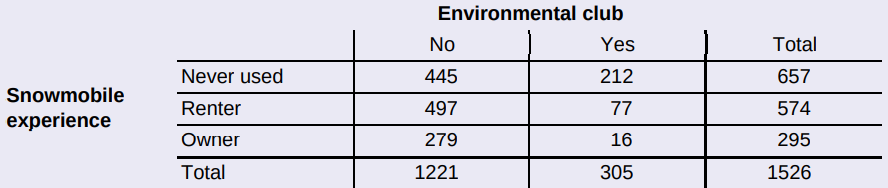 Environmental club
No Yes Total
Never used 445 212 657
Snowmobile experience
Renter 497 77 574
Owner 279 16 295
Total 1221 305 1526